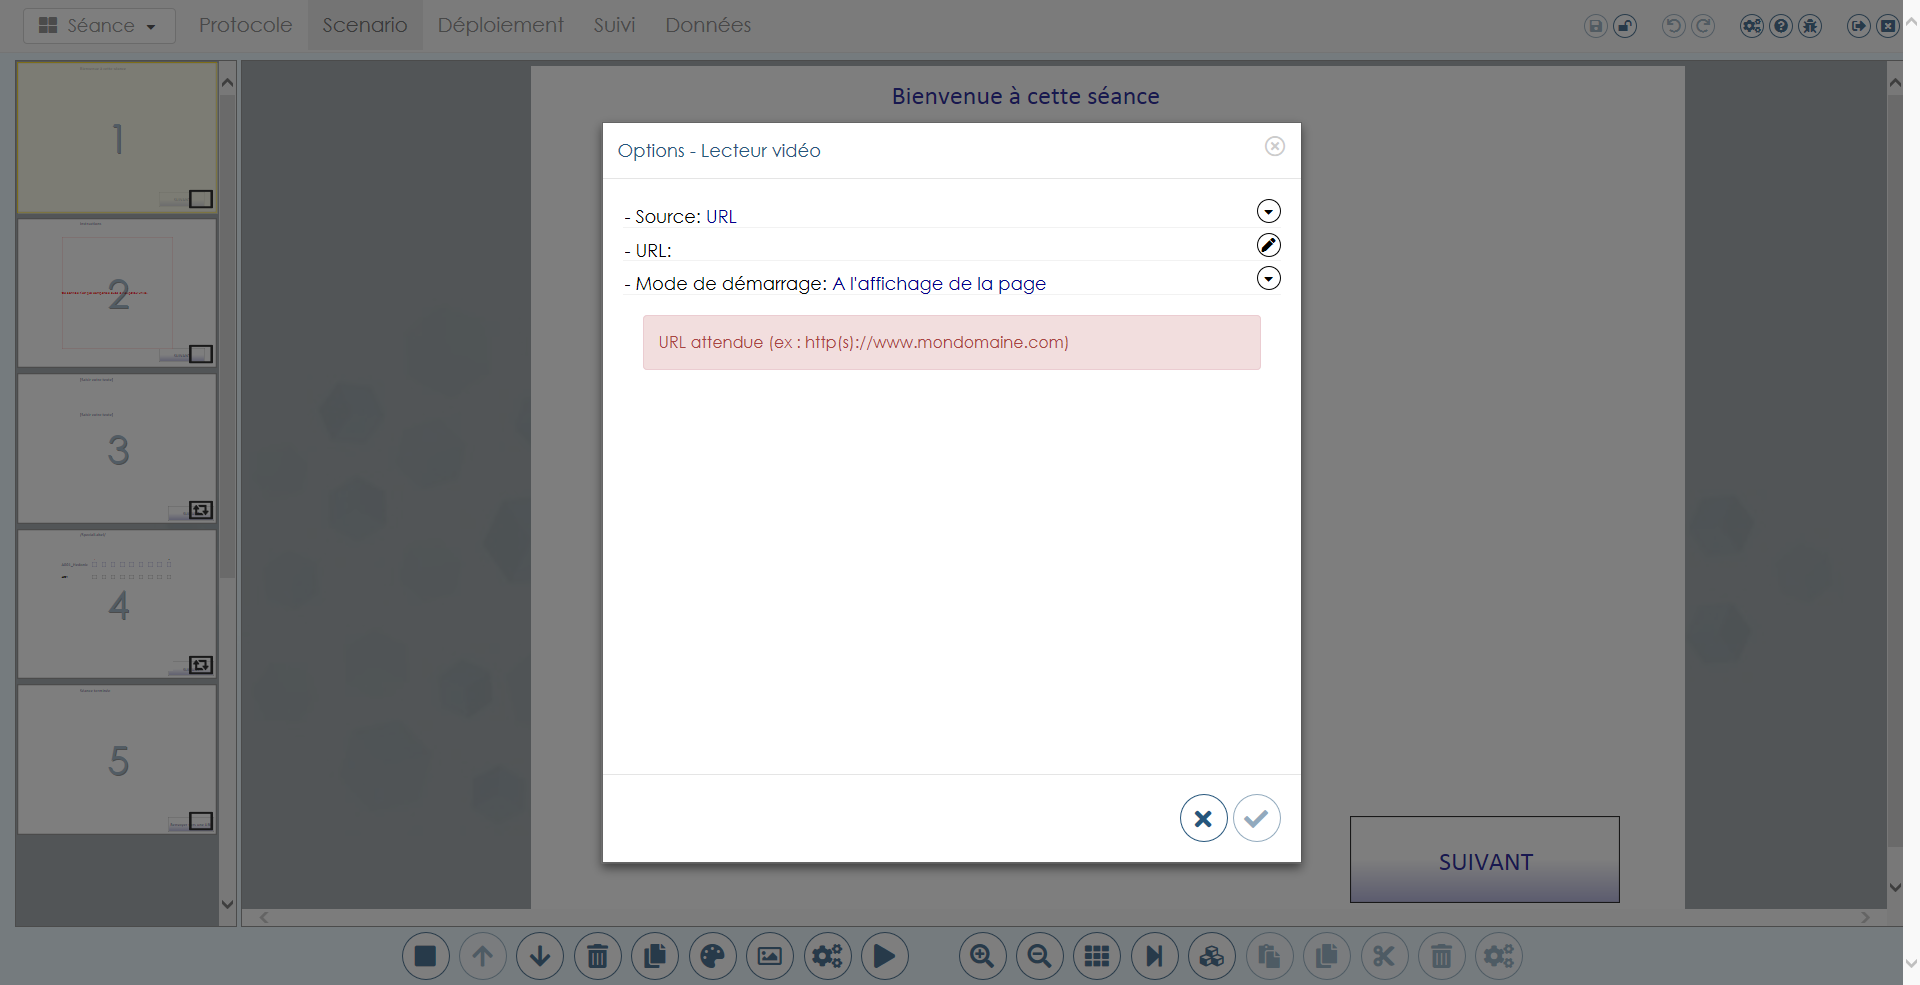 Séance
Protocole
Scenario
Déploiement
Suivi
Données
1
2
3
4
5
Bienvenue à cette séance
Options - Lecteur vidéo
- Source: URL
- URL:
- Mode de démarrage: A l'affichage de la page
URL attendue (ex : http(s)://www.mondomaine.com)
SUIVANT